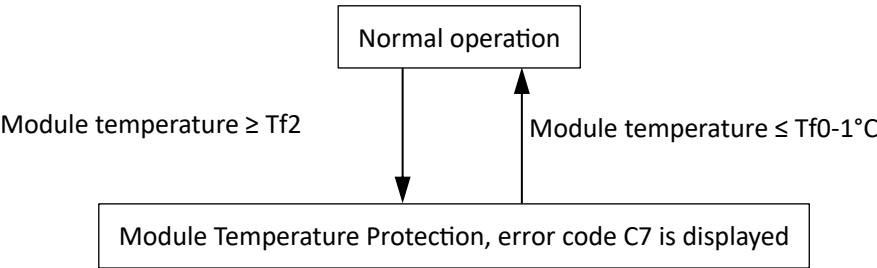 Normal operation
Module temperature ≥ Tf2
Module temperature ≤ Tf0-1°C
Module Temperature Protection, error code C7 is displayed